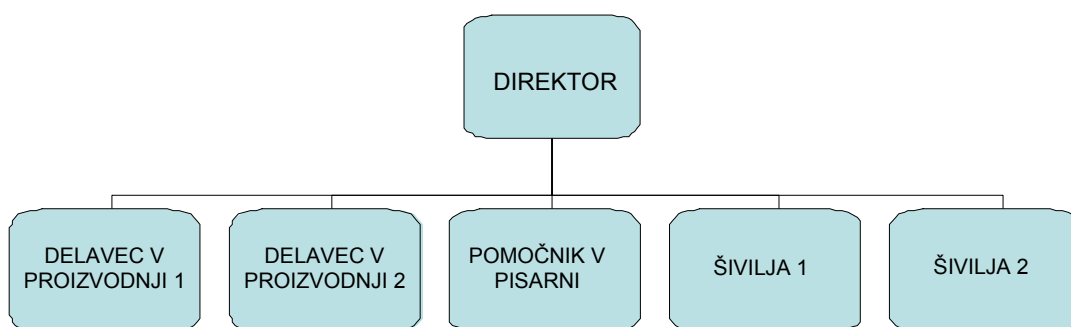 DIREKTOR
DELAVEC V
PROIZVODNJI 1
DELAVEC V
PROIZVODNJI 2
POMOČNIK V
PISARNI
ŠIVILJA 1
ŠIVILJA 2